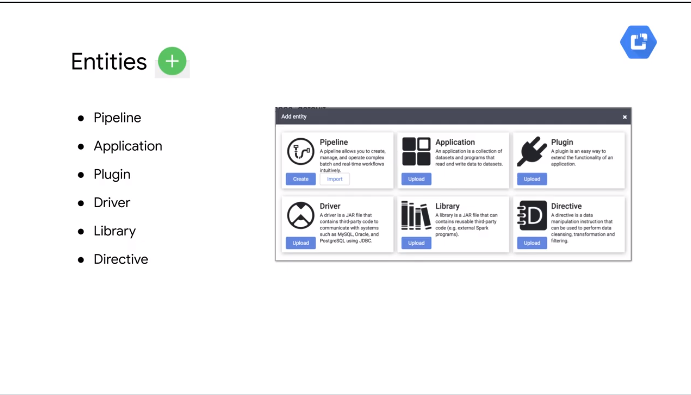 Entities
● Pipeline
● Application
● Plugin
● Driver
● Library
● Directive
Add entity
Pipeline
A pipeline allows you to create,
manage, and operate complex
batch and real-time workflows
intuitively.
Create Import
Application
An application is a collection of
datasets and programs that
read and write data to datasets.
Upload
Plugin
A plugin is an easy way to
extend the functionality of an
application.
Upload
Driver
A driver is a JAR file that
contains third-party code to
communicate with systems
such as MySQL, Oracle, and
PostgreSQL using JDBC.
Upload
Library
A library is a JAR file that can
contains reusable third-party
code (e.g. external Spark
programs).
Upload
Directive
A directive is a data
manipulation instruction that
can be used to perform data
cleansing, transformation and
filtering.
Upload